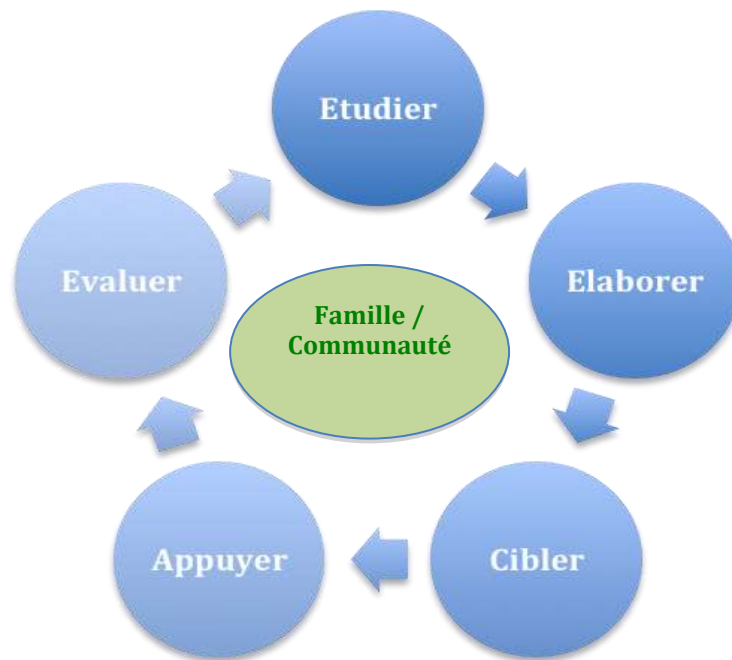 Etudier
Elaborer
Cibler
Appuyer
Evaluer
Famille /
Communauté